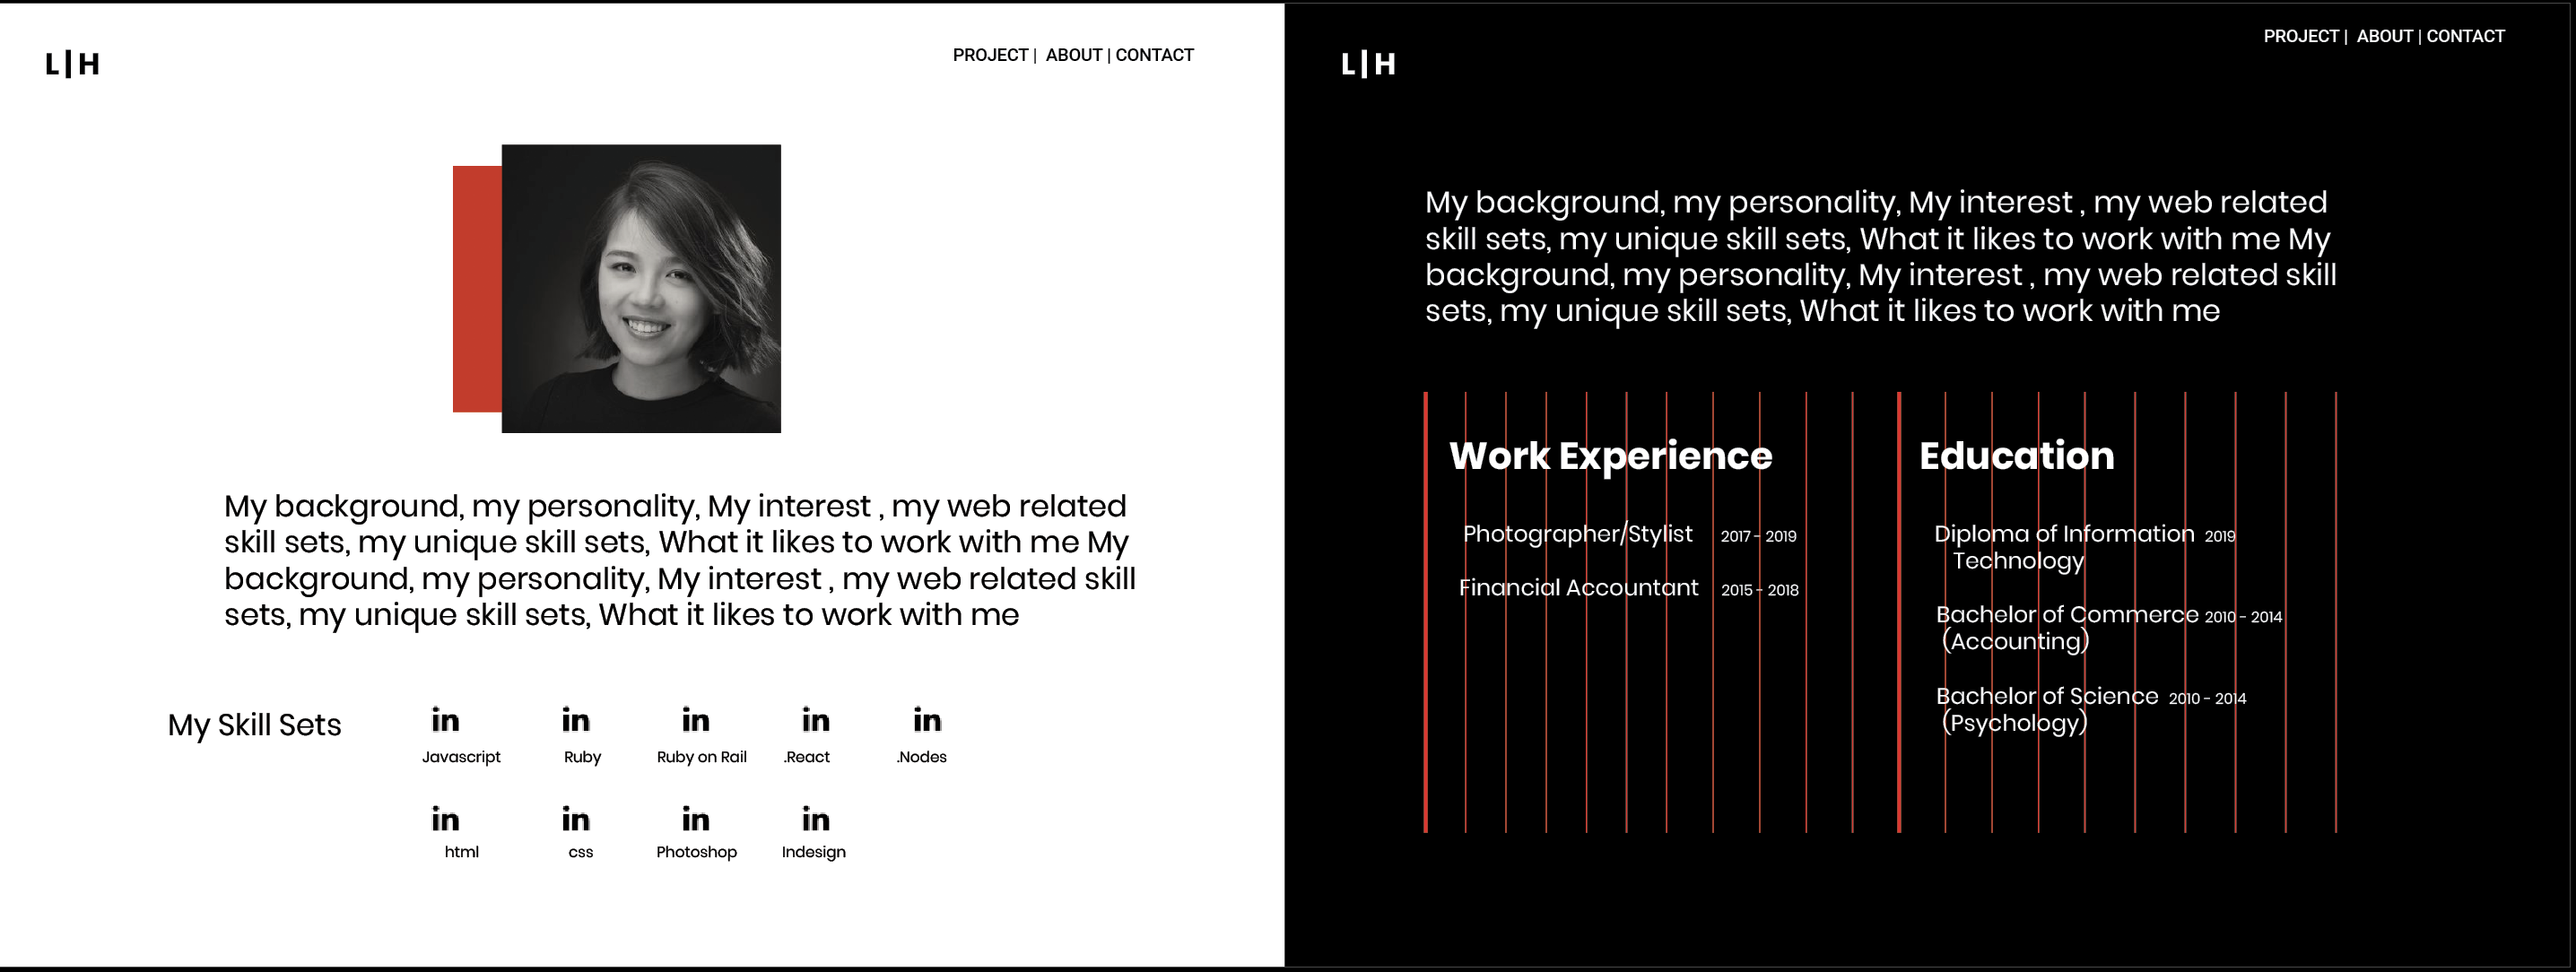 L|H
PROJECT | ABOUT | CONTACT
My background, my personality, My interest , my web related
skill sets, my unique skill sets, What it likes to work with me My
background, my personality, My interest , my web related skill
sets, my unique skill sets, What it likes to work with me
My Skill Sets
in in in in in
Javascript Ruby Ruby on Rail .React .Nodes
in in in in
html css Photoshop Indesign
L|H
PROJECT | ABOUT | CONTACT
My background, my personality, My interest , my web related
skill sets, my unique skill sets, What it likes to work with me My
background, my personality, My interest , my web related skill
sets, my unique skill sets, What it likes to work with me
Work Experience
Photographer/Stylist 2017 - 2019
Financial Accountant 2015 - 2018
Education
Diploma of Information 2019
Technology
Bachelor of Commerce 2010 - 2014
(Accounting)
Bachelor of Science 2010 - 2014
(Psychology)